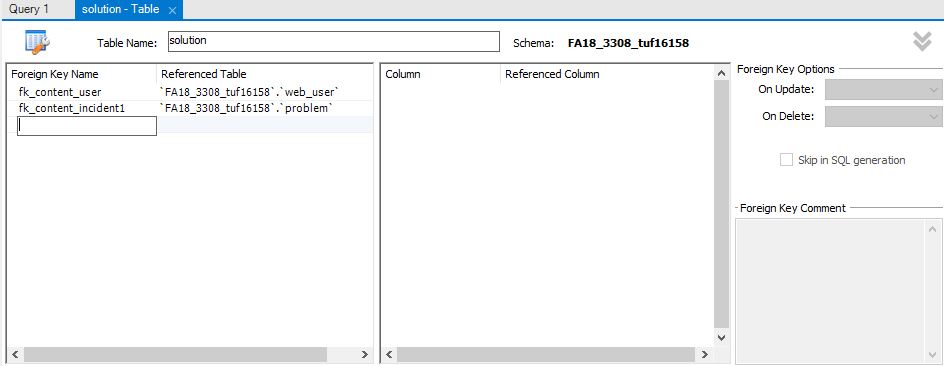 Query 1
solution - Table ×
Table Name: solution Schema: FA18_3308_tuf16158
Foreign Key Name Referenced Table Column Referenced Column Foreign Key Options
fk_content_user `FA18_3308_tuf16158`.`web_user` On Update:
fk_content_incident1 `FA18_3308_tuf16158`.`problem`
On Delete:
Skip in SQL generation
Foreign Key Comment